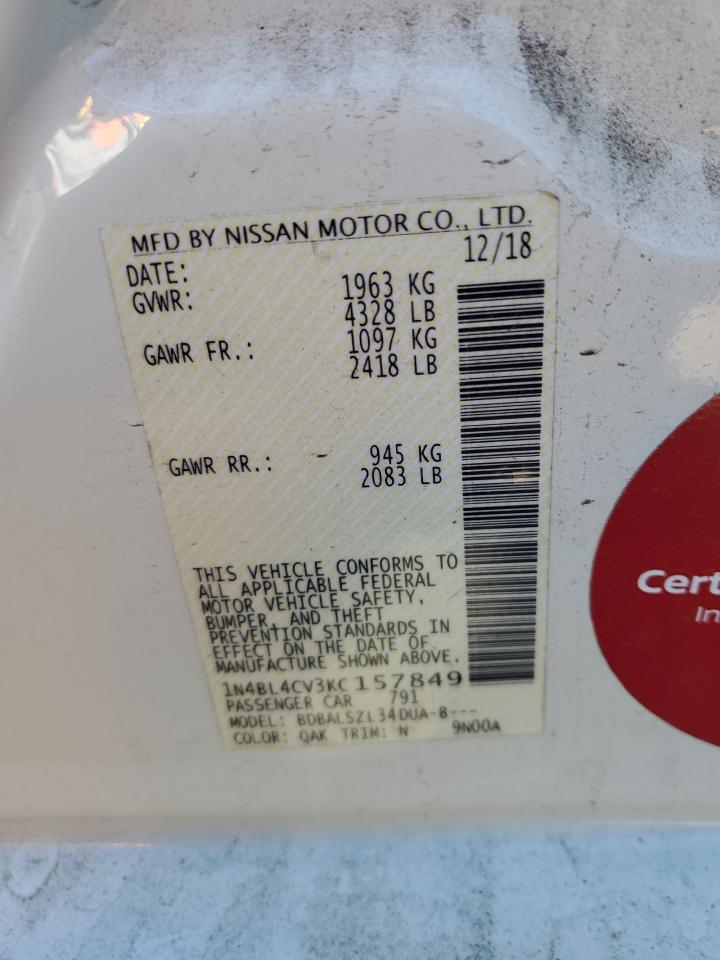 MFD BY NISSAN MOTOR CO., LTD.
DATE: 12/18
GVWR: 1963 KG
4328 LB
GAWR FR.: 1097 KG
2418 LB
GAWR RR.: 945 KG
2083 LB
THIS VEHICLE CONFORMS TO
ALL APPLICABLE FEDERAL
MOTOR VEHICLE SAFETY,
BUMPER, AND THEFT
PREVENTION STANDARDS IN
EFFECT ON THE DATE OF
MANUFACTURE SHOWN ABOVE.
1N4BL4CV3KC157849
PASSENGER CAR 791
MODEL: BDBALSZL34DUA-B---
COLOR: QAK TRIM: N 9N00A
Cert
In